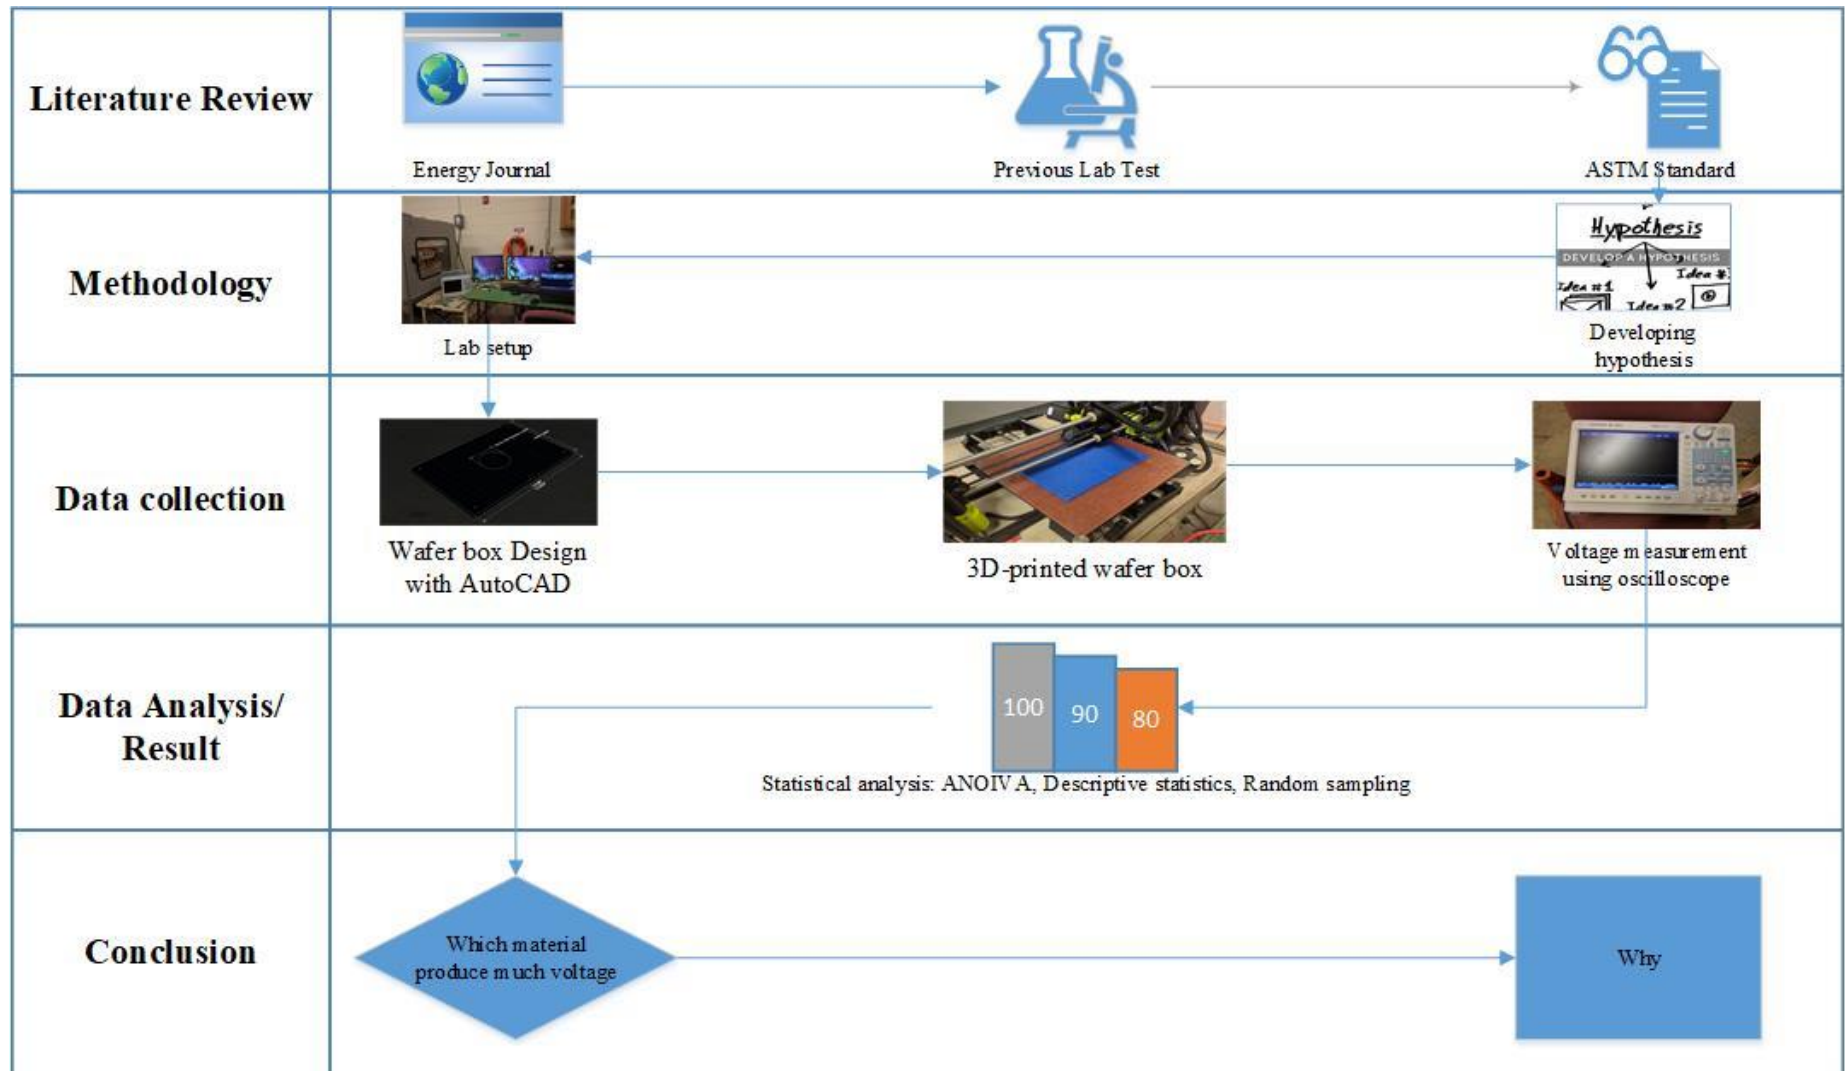 Literature Review
Energy Journal
Previous Lab Test
ASTM Standard
Methodology
Lab setup
Hypothesis
DEVELOP A HYPOTHESIS
Idea #1
Idea #2
Idea #
Developing
hypothesis
Data collection
Wafer box Design
with AutoCAD
3D-printed wafer box
Voltage measurement
using oscilloscope
Data Analysis/
Result
100
90
80
Statistical analysis: ANOIVA, Descriptive statistics, Random sampling
Conclusion
Which material
produce much voltage
Why